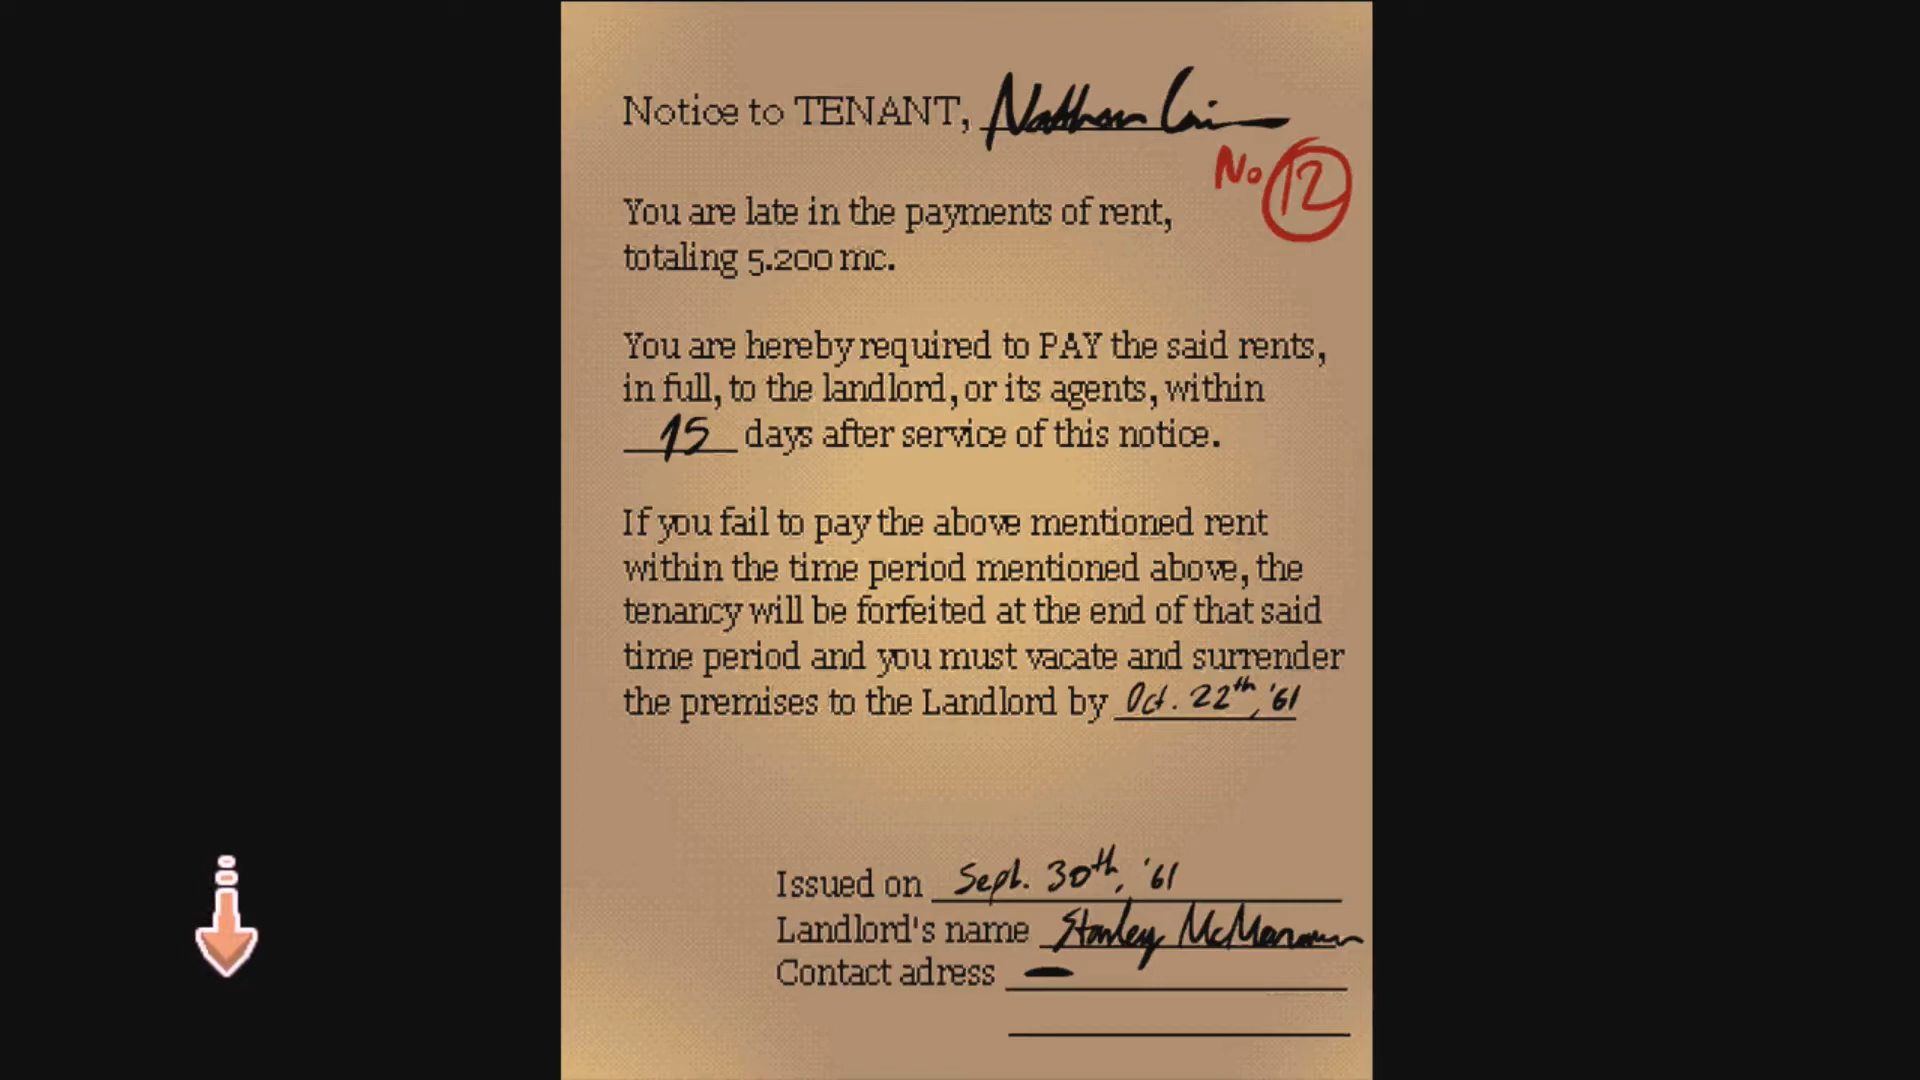 Notice to TENANT, Nathan
No 12
You are late in the payments of rent,
totaling 5.200 mc.
You are hereby required to PAY the said rents,
in full, to the landlord, or its agents, within
15 days after service of this notice.
If you fail to pay the above mentioned rent
within the time period mentioned above, the
tenancy will be forfeited at the end of that said
time period and you must vacate and surrender
the premises to the Landlord by Oct. 22th, '61
Issued on Sept. 30th, '61
Landlord's name Stanley
Contact adress –